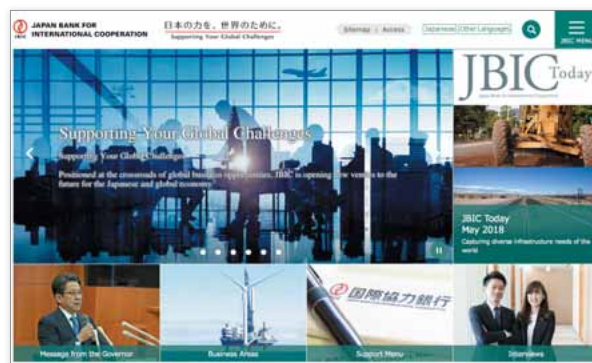 JAPAN BANK FOR
INTERNATIONAL COOPERATION
JBIC
日本の力を、世界のために。
Supporting Your Global Challenges
Sitemap | Access
Japanese Other Languages
JBIC MENU
JBIC Today
Supporting Your Global Challenges
Supporting Your Global Challenges
Positioned at the crossroads of global business opportunities, JBIC is opening new venues to the
future for the Japanese and global economy.
JBIC Today
May 2018
Capturing diverse infrastructure needs of the
world
Message from the Governor
Business Areas
国際協力銀行
Support Menu
Interviews